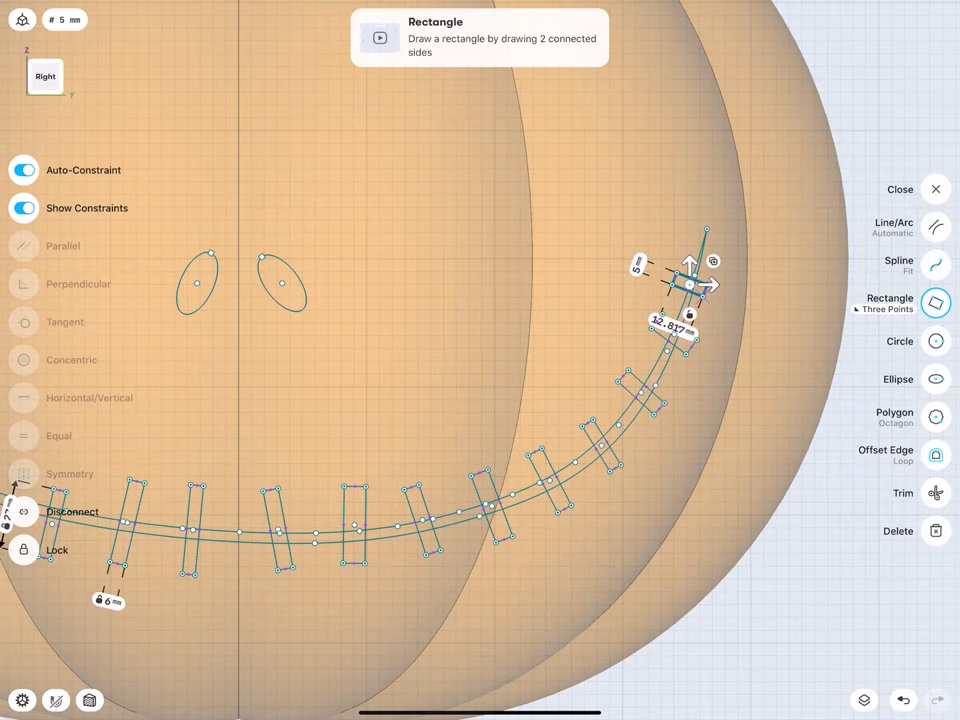 # 5 mm
Rectangle
Draw a rectangle by drawing 2 connected
sides
Z
Right
Y
Auto-Constraint
Show Constraints
Parallel
Perpendicular
Tangent
Concentric
Horizontal/Vertical
Equal
Symmetry
Disconnect
Lock
6 mm
5 mm
12.817 mm
Close
Line/Arc
Automatic
Spline
Fit
Rectangle
Three Points
Circle
Ellipse
Polygon
Octagon
Offset Edge
Loop
Trim
Delete